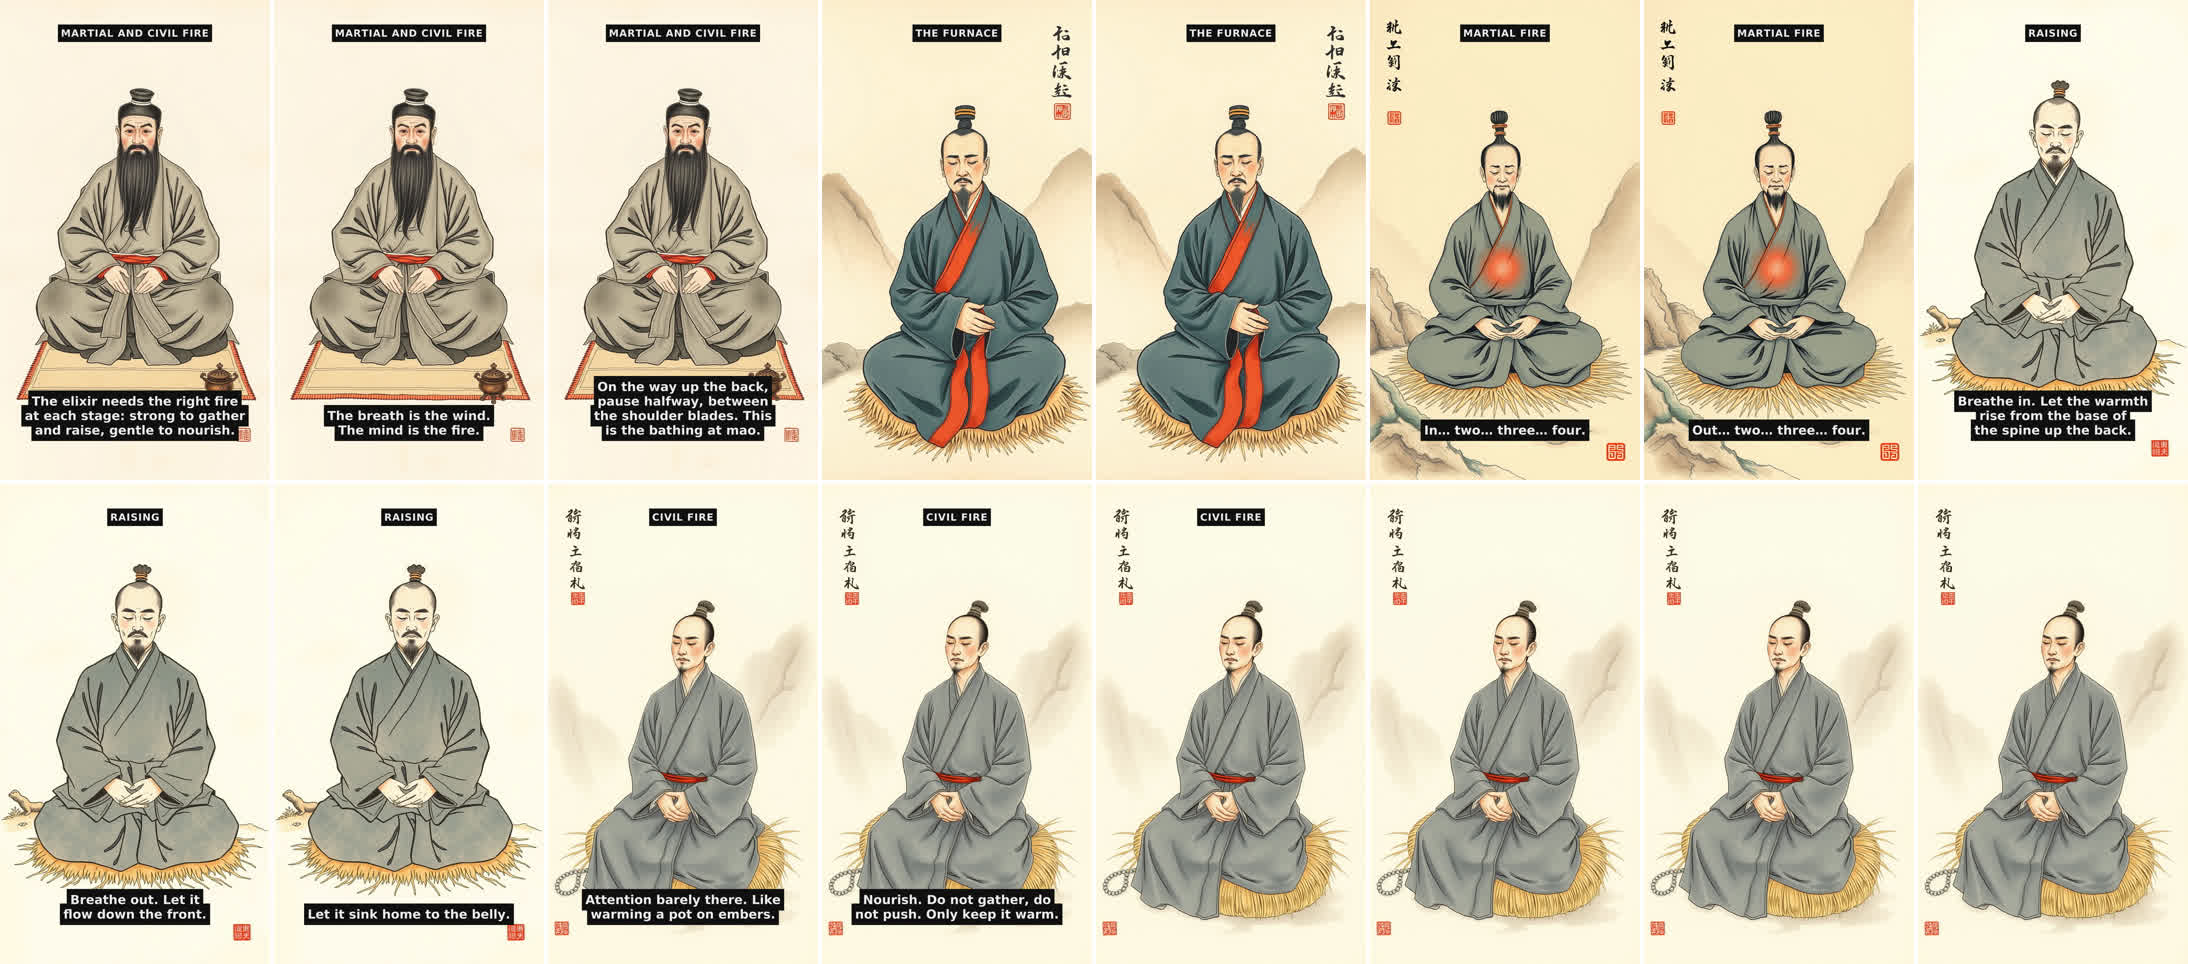 MARTIAL AND CIVIL FIRE
The elixir needs the right fire
at each stage: strong to gather
and raise, gentle to nourish.
MARTIAL AND CIVIL FIRE
The breath is the wind.
The mind is the fire.
MARTIAL AND CIVIL FIRE
On the way up the back,
pause halfway, between
the shoulder blades. This
is the bathing at mao.
THE FURNACE
THE FURNACE
MARTIAL FIRE
In... two... three... four.
MARTIAL FIRE
Out... two... three... four.
RAISING
Breathe in. Let the warmth
rise from the base of
the spine up the back.
RAISING
Breathe out. Let it
flow down the front.
RAISING
Let it sink home to the belly.
CIVIL FIRE
Attention barely there. Like
warming a pot on embers.
CIVIL FIRE
Nourish. Do not gather, do
not push. Only keep it warm.
CIVIL FIRE